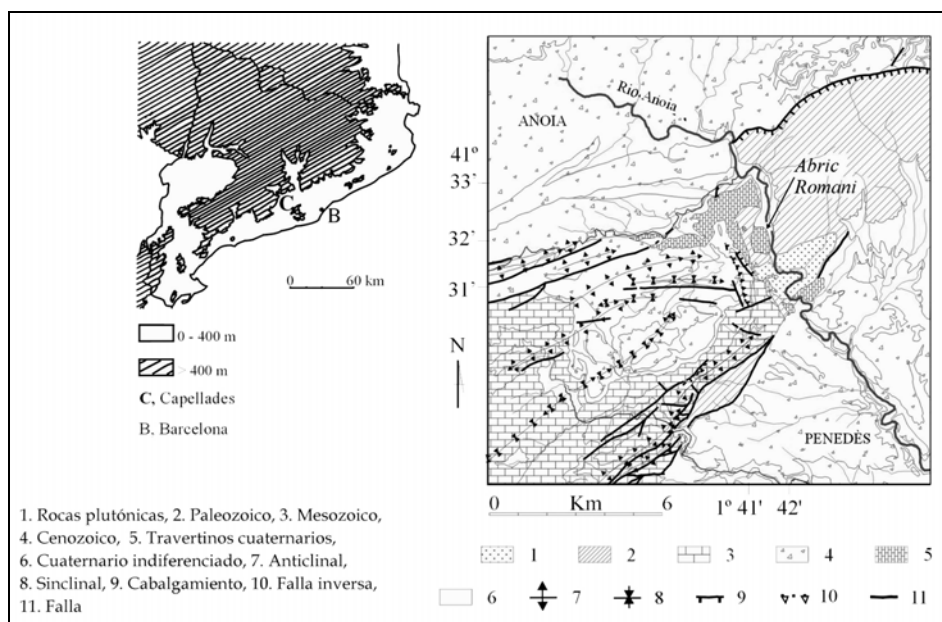 0 60 km
0 - 400 m
> 400 m
C, Capellades
B. Barcelona
C
B
1. Rocas plutónicas, 2. Paleozoico, 3. Mesozoico,
4. Cenozoico, 5. Travertinos cuaternarios,
6. Cuaternario indiferenciado, 7. Anticlinal,
8. Sinclinal, 9. Cabalgamiento, 10. Falla inversa,
11. Falla
41º
33'
32'
31'
N
Rio Anoia
ANOIA
Abric
Romani
PENEDÈS
0 Km 6 1º 41' 42'
1 2 3 4 5
6 7 8 9 10 11